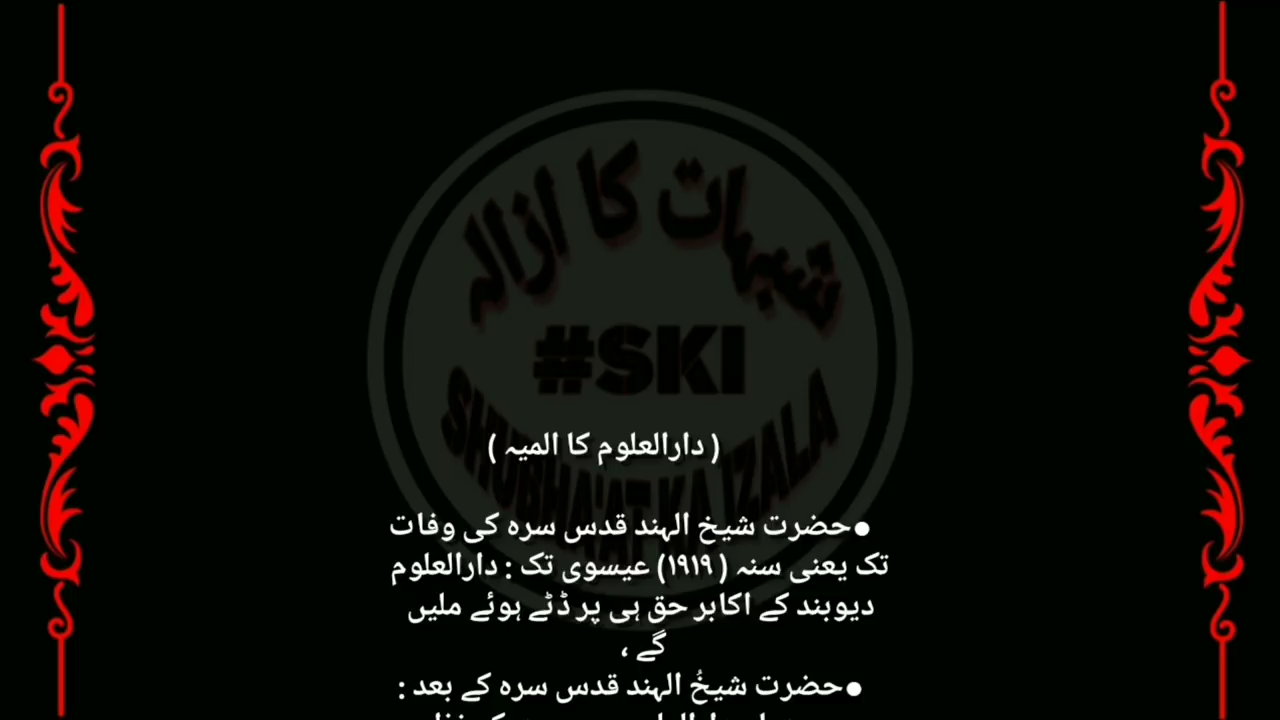 شبہات کا ازالہ
#SKI
SHUBHA'AT KA IZALA
( دارالعلوم کا المیہ )
●حضرت شیخ الہند قدس سرہ کی وفات
تک یعنی سنہ (۱۹۱۹) عیسوی تک : دارالعلوم
دیوبند کے اکابر حق ہی پر ڈٹے ہوئے ملیں
گے ،
●حضرت شیخُ الہند قدس سرہ کے بعد :